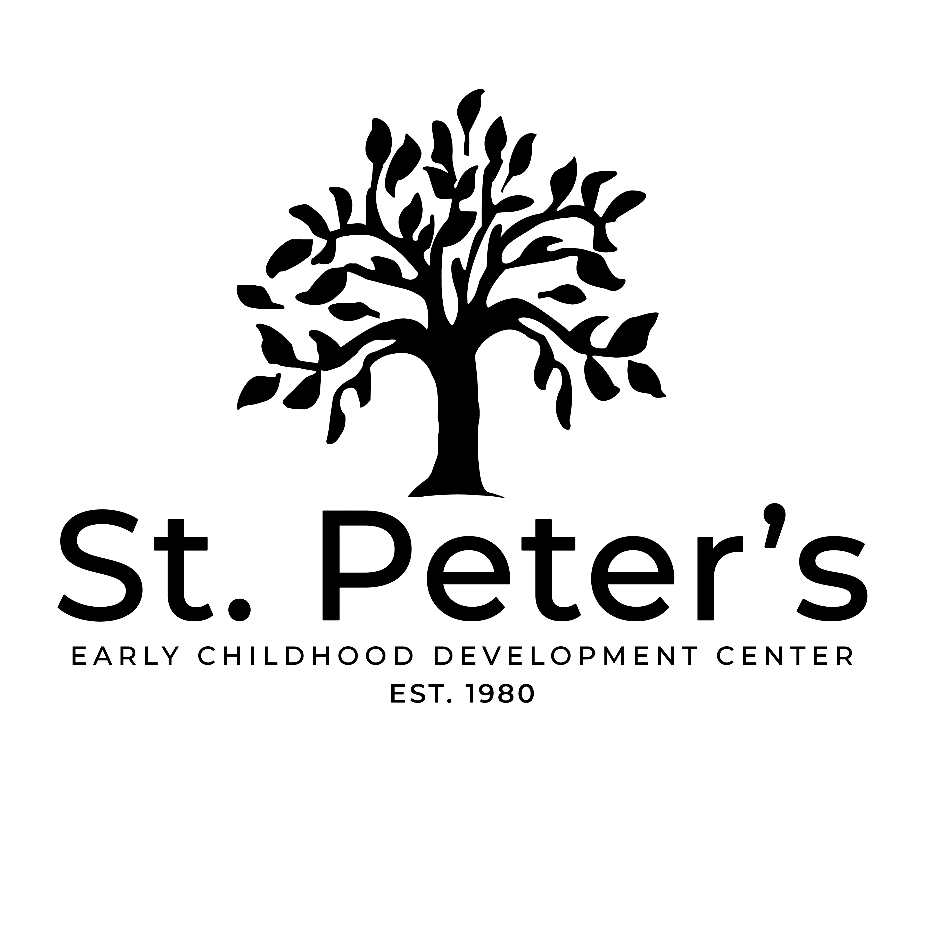 St. Peter’s
EARLY CHILDHOOD DEVELOPMENT CENTER
EST. 1980